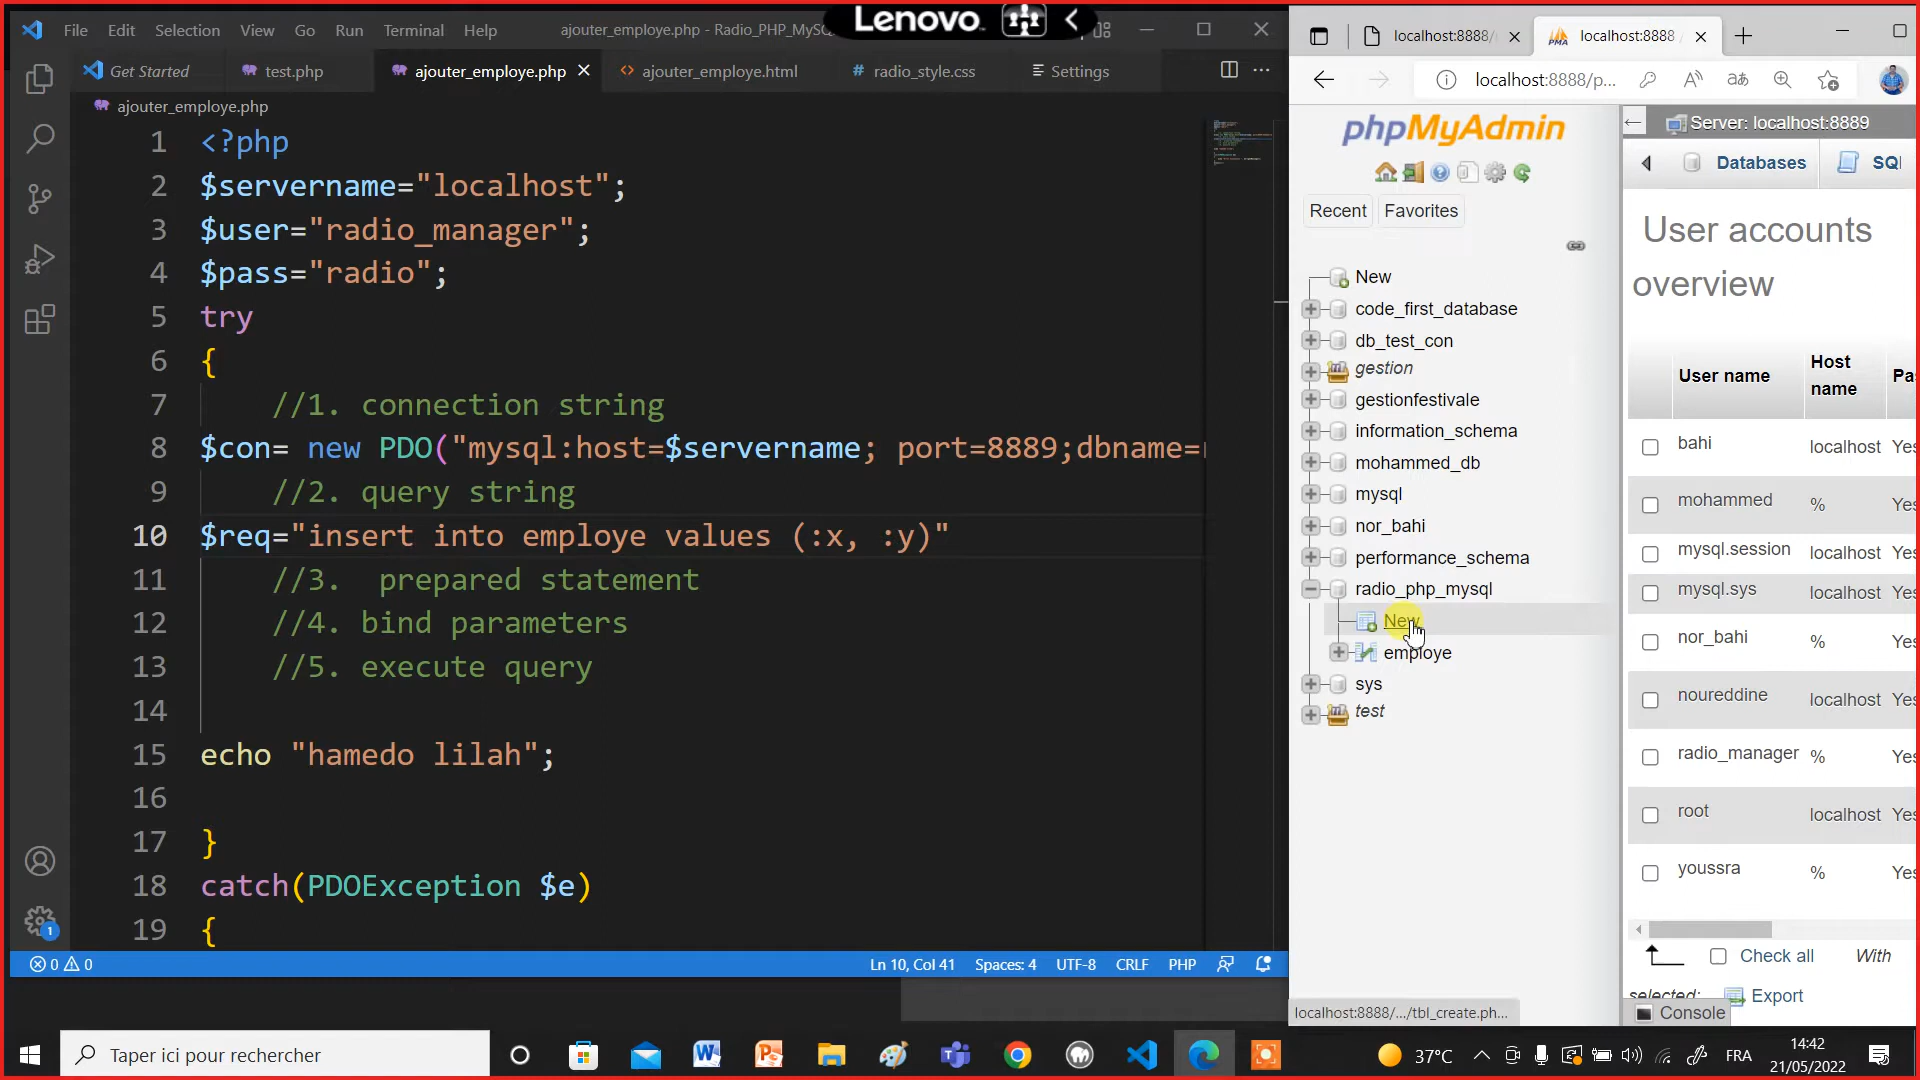 File Edit Selection View Go Run Terminal Help
ajouter_employe.php - Radio_PHP_MySQ
Lenovo
Get Started
test.php
ajouter_employe.php
ajouter_employe.html
radio_style.css
Settings
ajouter_employe.php
1 <?php
2 $servername="localhost";
3 $user="radio_manager";
4 $pass="radio";
5 try
6 {
7 //1. connection string
8 $con= new PDO("mysql:host=$servername; port=8889;dbname=
9 //2. query string
10 $req="insert into employe values (:x, :y)"
11 //3.  prepared statement
12 //4. bind parameters
13 //5. execute query
14
15 echo "hamedo lilah";
16
17 }
18 catch(PDOException $e)
19 {
0 0
Ln 10, Col 41
Spaces: 4
UTF-8
CRLF
PHP
1
localhost:8888/
localhost:8888
localhost:8888/p...
phpMyAdmin
Recent Favorites
New
code_first_database
db_test_con
gestion
gestionfestivale
information_schema
mohammed_db
mysql
nor_bahi
performance_schema
radio_php_mysql
New
employe
sys
test
localhost:8888/.../tbl_create.ph...
Server: localhost:8889
Databases
SQ
User accounts
overview
User name
Host
name
Pa
bahi localhost Yes
mohammed % Yes
mysql.session localhost Yes
mysql.sys localhost Yes
nor_bahi % Yes
noureddine localhost Yes
radio_manager % Yes
root localhost Yes
youssra % Yes
Check all With
selected: Export
Console
Taper ici pour rechercher
37°C
FRA
14:42
21/05/2022